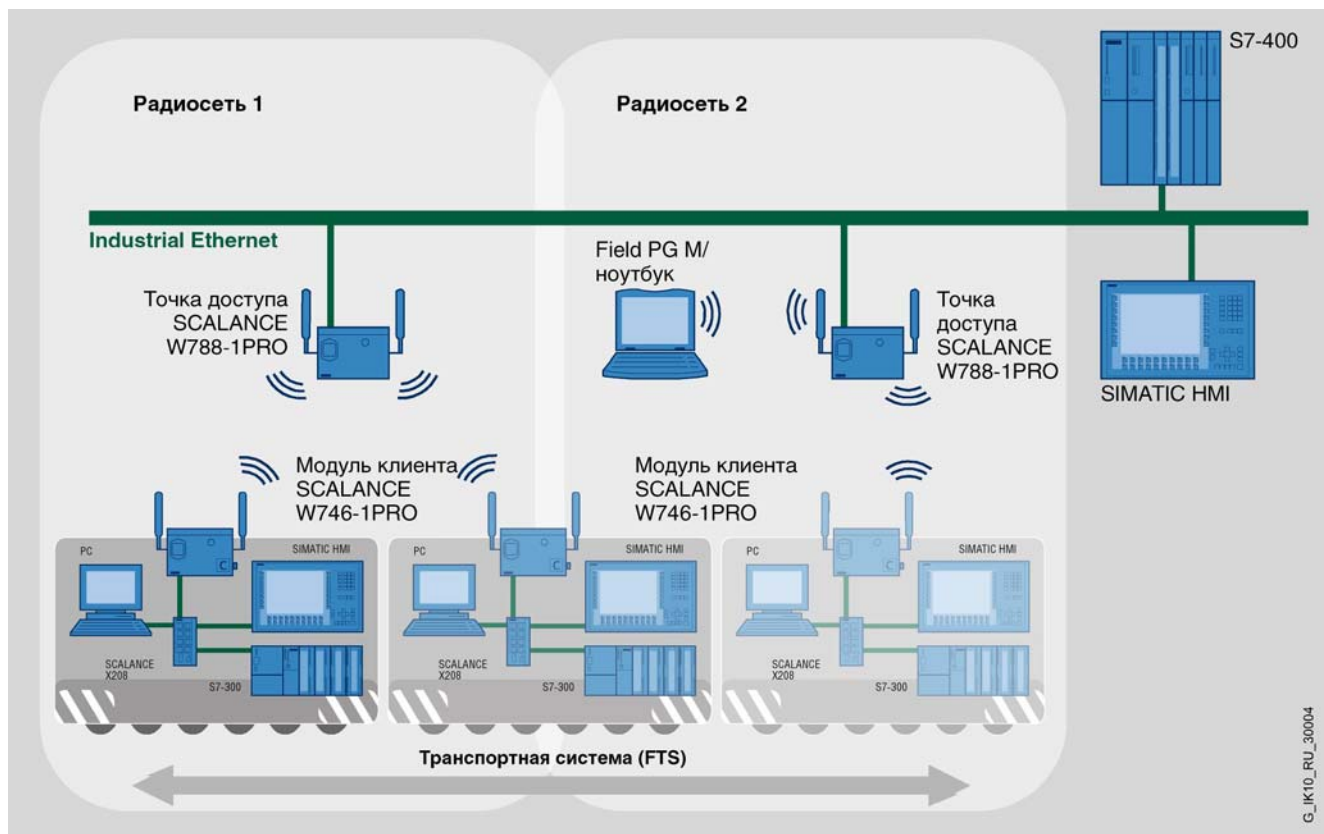 S7-400
Радиосеть 1
Радиосеть 2
Industrial Ethernet
Точка доступа
SCALANCE
W788-1PRO
Field PG M/
ноутбук
Точка
доступа
SCALANCE
W788-1PRO
SIMATIC HMI
Модуль клиента
SCALANCE
W746-1PRO
Модуль клиента
SCALANCE
W746-1PRO
PC
SIMATIC HMI
C
SCALANCE
X208
S7-300
PC
SIMATIC HMI
C
SCALANCE
X208
S7-300
PC
SIMATIC HMI
C
SCALANCE
X208
S7-300
Транспортная система (FTS)
G_IK10_RU_30004